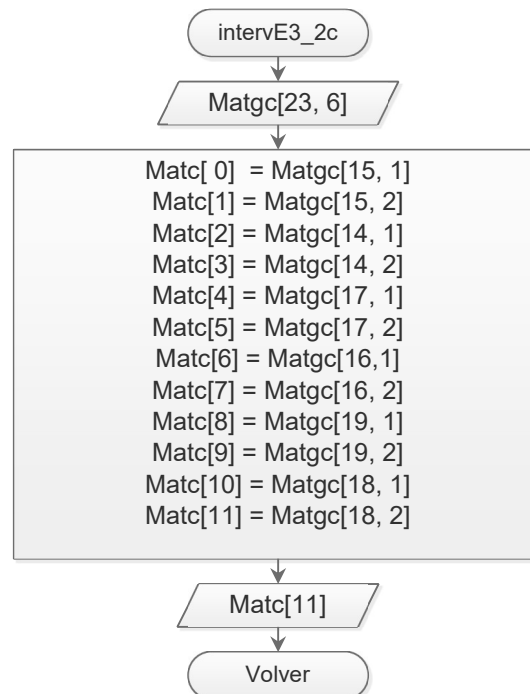 intervE3_2c
Matgc[23, 6]
Matc[ 0]  = Matgc[15, 1]
Matc[1] = Matgc[15, 2]
Matc[2] = Matgc[14, 1]
Matc[3] = Matgc[14, 2]
Matc[4] = Matgc[17, 1]
Matc[5] = Matgc[17, 2]
Matc[6] = Matgc[16,1]
Matc[7] = Matgc[16, 2]
Matc[8] = Matgc[19, 1]
Matc[9] = Matgc[19, 2]
Matc[10] = Matgc[18, 1]
Matc[11] = Matgc[18, 2]
Matc[11]
Volver